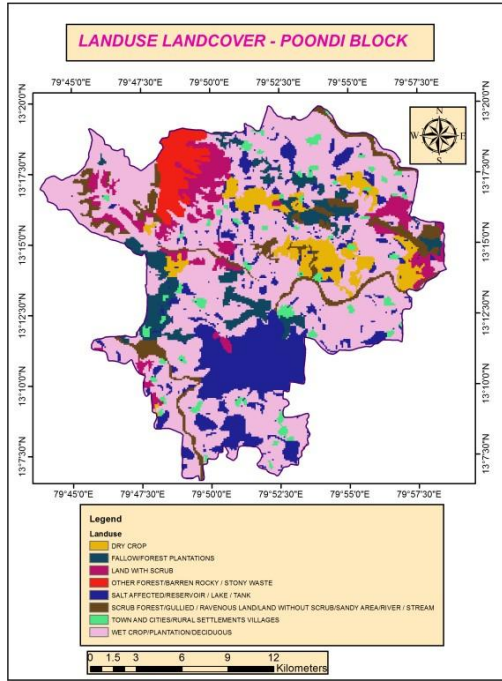 LANDUSE LANDCOVER - POONDI BLOCK
79°45'0"E 79°47'30"E 79°50'0"E 79°52'30"E 79°55'0"E 79°57'30"E
13°20'0"N 13°20'0"N
N
W E
S
13°17'30"N 13°17'30"N
13°15'0"N 13°15'0"N
13°12'30"N 13°12'30"N
13°10'0"N 13°10'0"N
13°7'30"N 13°7'30"N
79°45'0"E 79°47'30"E 79°50'0"E 79°52'30"E 79°55'0"E 79°57'30"E
Legend
Landuse
DRY CROP
FALLOW/FOREST PLANTATIONS
LAND WITH SCRUB
OTHER FOREST/BARREN ROCKY / STONY WASTE
SALT AFFECTED/RESERVOIR / LAKE / TANK
SCRUB FOREST/GULLIED / RAVENOUS LAND/LAND WITHOUT SCRUB/SANDY AREA/RIVER / STREAM
TOWN AND CITIES/RURAL SETTLEMENTS VILLAGES
WET CROP/PLANTATION/DECIDUOUS
0 1.5 3 6 9 12
Kilometers